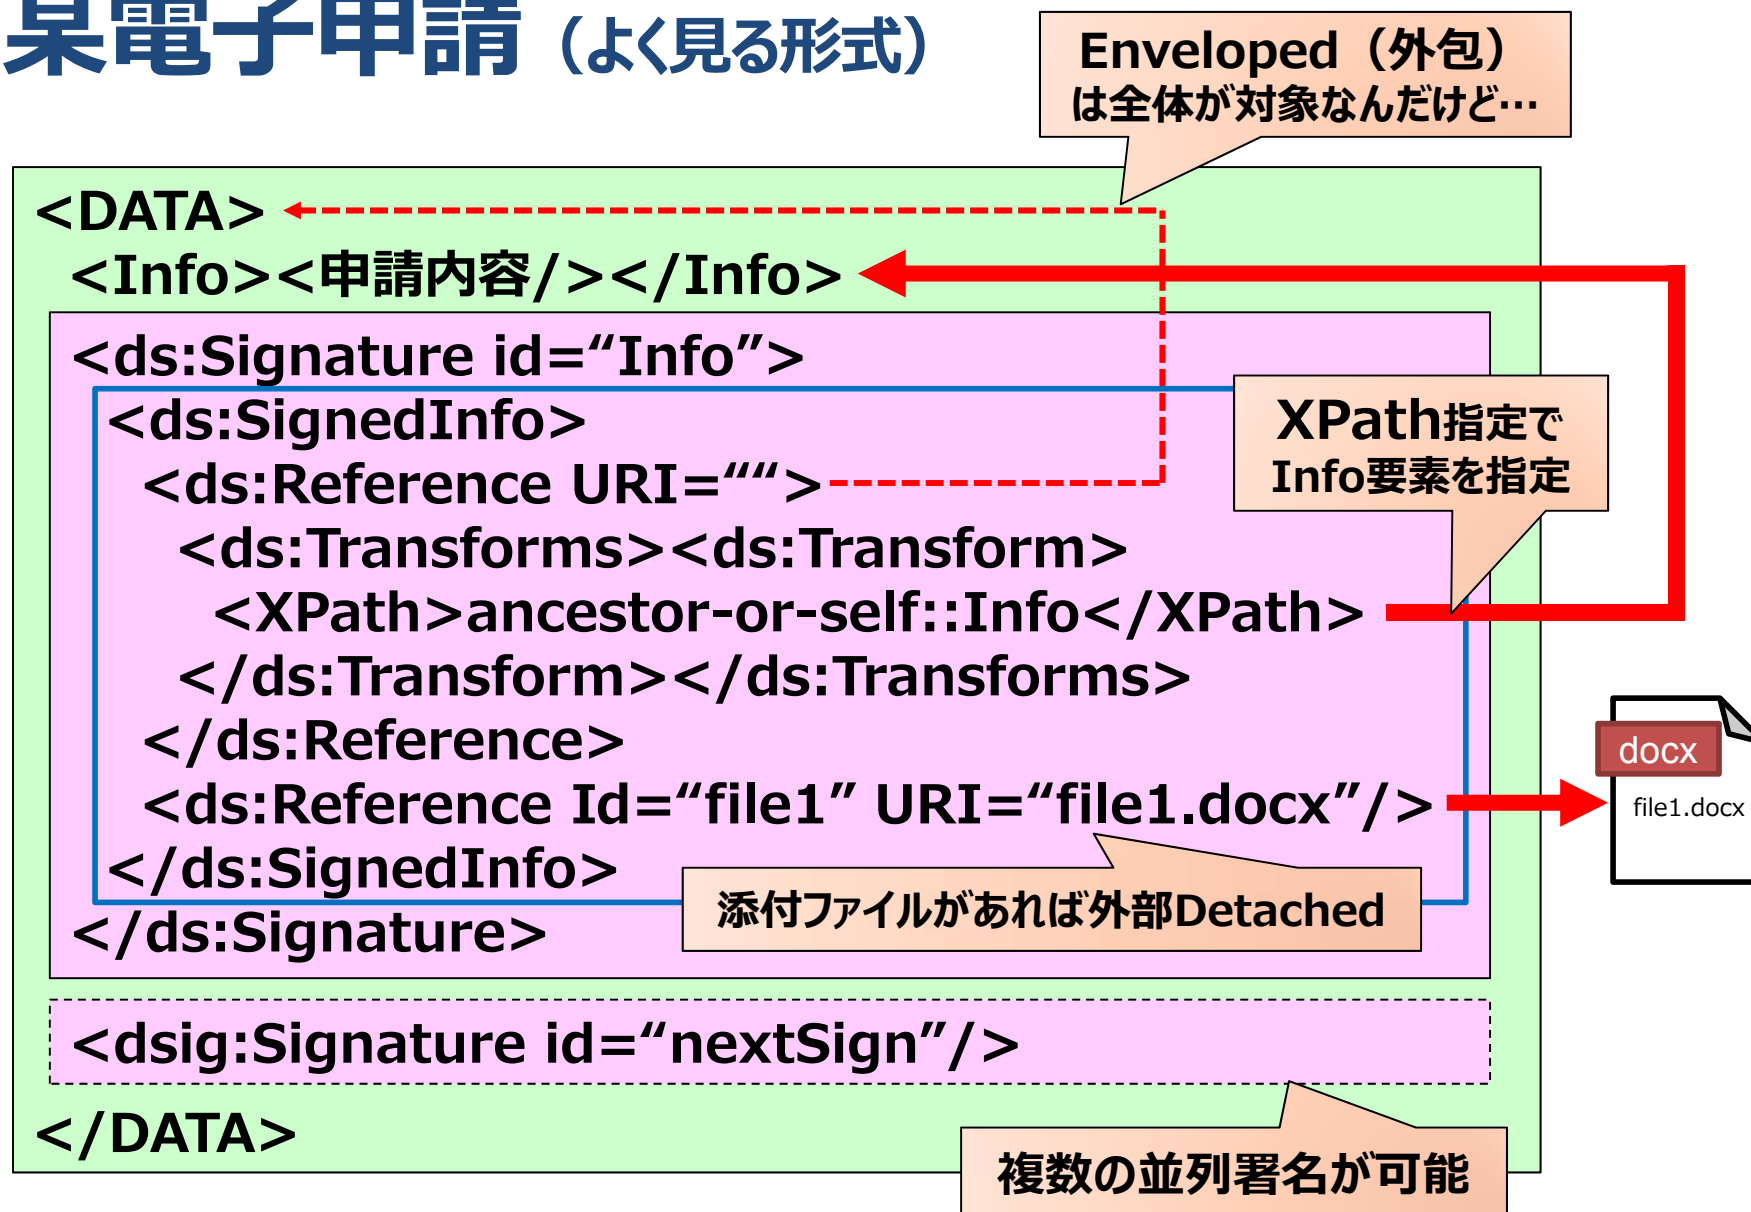 某電子申請（よく見る形式）
Enveloped（外包）
は全体が対象なんだけど…
<DATA>
<Info><申請内容/></Info>
<ds:Signature id=“Info”>
<ds:SignedInfo>
<ds:Reference URI=““>
<ds:Transforms><ds:Transform>
<XPath>ancestor-or-self::Info</XPath>
</ds:Transform></ds:Transforms>
</ds:Reference>
<ds:Reference Id=“file1” URI=“file1.docx”/>
</ds:SignedInfo>
</ds:Signature>
XPath指定で
Info要素を指定
docx
file1.docx
添付ファイルがあれば外部Detached
<dsig:Signature id=“nextSign”/>
</DATA>
複数の並列署名が可能